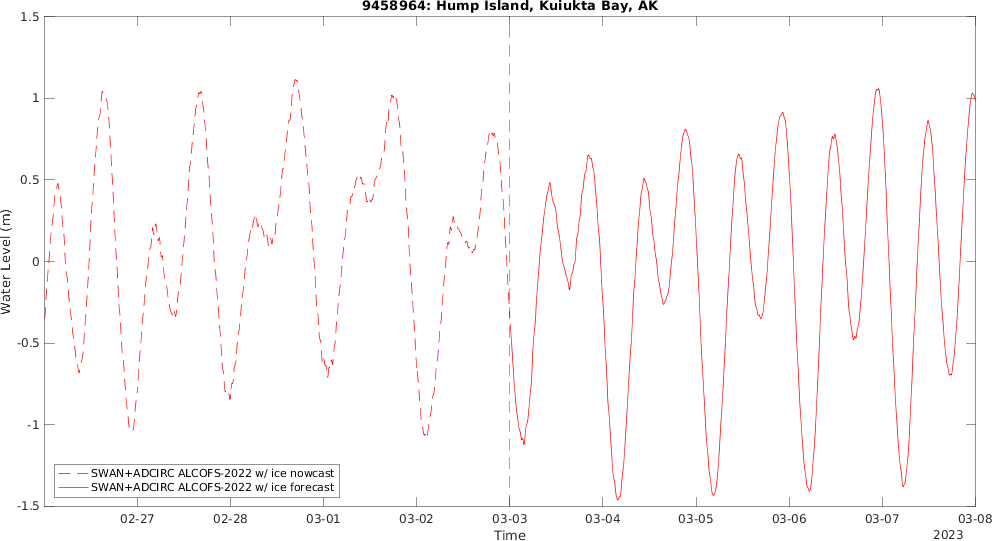 9458964: Hump Island, Kuiukta Bay, AK
1.5
1
0.5
0
-0.5
-1
-1.5
Water Level (m)
SWAN+ADCIRC ALCOFS-2022 w/ ice nowcast
SWAN+ADCIRC ALCOFS-2022 w/ ice forecast
02-27 02-28 03-01 03-02 03-03 03-04 03-05 03-06 03-07 03-08
Time
2023